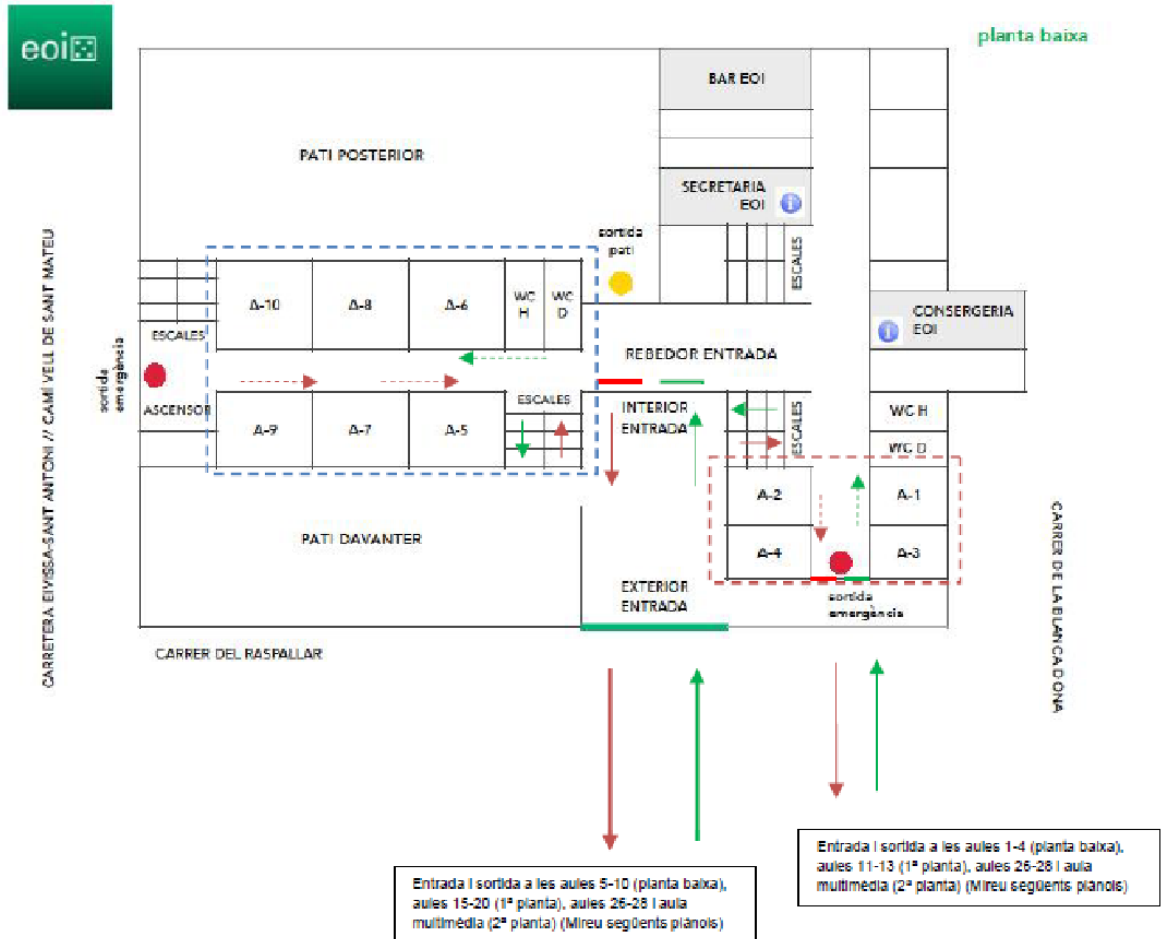 eoi
planta baixa
BAR EOI
PATI POSTERIOR
SECRETARIA
EOI
sortida
pati
ESCALES
CARRETERA EIVISSA-SANT ANTONI // CAMÍ VELL DE SANT MATEU
A-10
A-8
A-6
WC
H
WC
D
CONSERGERIA
EOI
ESCALES
REBEDOR ENTRADA
sortida
emergència
ASCENSOR
ESCALES
INTERIOR
ENTRADA
ESCALES
WC H
A-9
A-7
A-5
WC D
A-2
A-1
PATI DAVANTER
A-4
A-3
CARRER DE LA BLANCA DONA
EXTERIOR
ENTRADA
sortida
emergència
CARRER DEL RASPALLAR
Entrada i sortida a les aules 1-4 (planta baixa),
aules 11-13 (1ª planta), aules 26-28 i aula
multimèdia (2ª planta) (Mireu següents plànols)
Entrada i sortida a les aules 5-10 (planta baixa),
aules 15-20 (1ª planta), aules 26-28 i aula
multimèdia (2ª planta) (Mireu següents plànols)